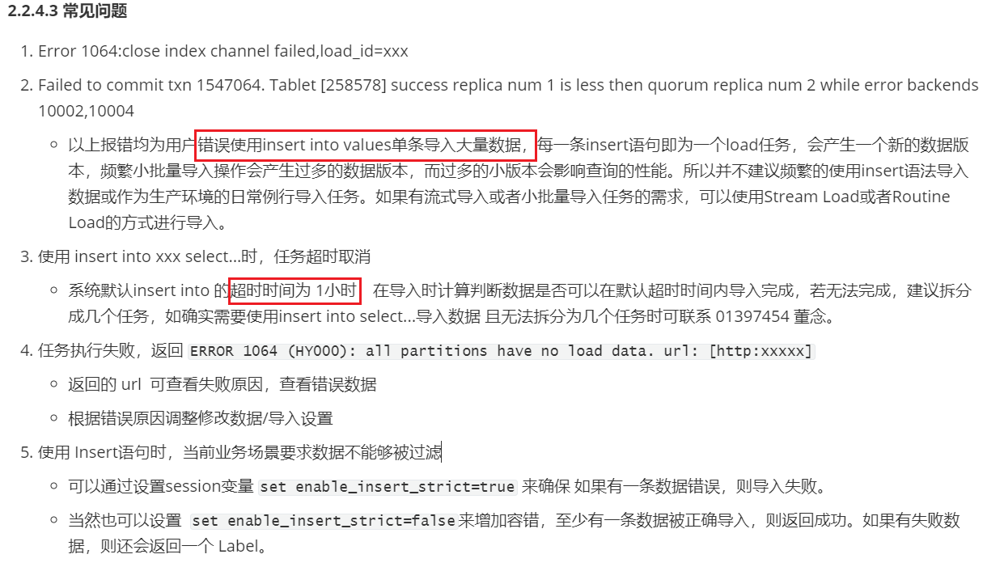 2.2.4.3 常见问题
1. Error 1064:close index channel failed,load_id=xxx
2. Failed to commit txn 1547064. Tablet [258578] success replica num 1 is less then quorum replica num 2 while error backends
10002,10004
以上报错均为用户错误使用insert into values单条导入大量数据，每一条insert语句即为一个load任务，会产生一个新的数据版
本，频繁小批量导入操作会产生过多的数据版本，而过多的小版本会影响查询的性能。所以并不建议频繁的使用insert语法导入
数据或作为生产环境的日常例行导入任务。如果有流式导入或者小批量导入任务的需求，可以使用Stream Load或者Routine
Load的方式进行导入。
3. 使用 insert into xxx select...时，任务超时取消
系统默认insert into 的超时时间为 1小时 在导入时计算判断数据是否可以在默认超时时间内导入完成，若无法完成，建议拆分
成几个任务，如确实需要使用insert into select...导入数据 且无法拆分为几个任务时可联系 01397454 董念。
4. 任务执行失败，返回 ERROR 1064 (HY000): all partitions have no load data. url: [http:xxxxx]
返回的 url 可查看失败原因，查看错误数据
根据错误原因调整修改数据/导入设置
5. 使用 Insert语句时，当前业务场景要求数据不能够被过滤
可以通过设置session变量 set enable_insert_strict=true 来确保 如果有一条数据错误，则导入失败。
当然也可以设置 set enable_insert_strict=false来增加容错，至少有一条数据被正确导入，则返回成功。如果有失败数
据，则还会返回一个 Label。